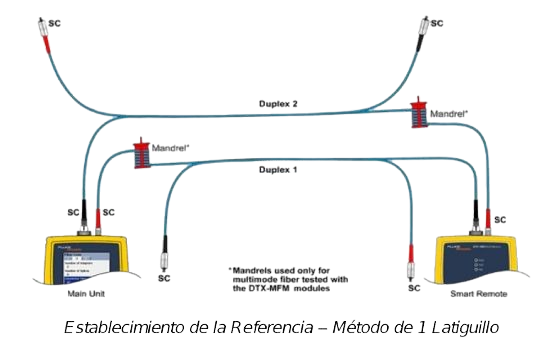 SC
SC
Duplex 2
Mandrel*
Mandrel*
Duplex 1
SC
SC
SC
SC
FLUKE
FLUKE
SC
SC
*Mandrels used only for
multimode fiber tested with
the DTX-MFM modules
Main Unit
Smart Remote
Establecimiento de la Referencia – Método de 1 Latiguillo